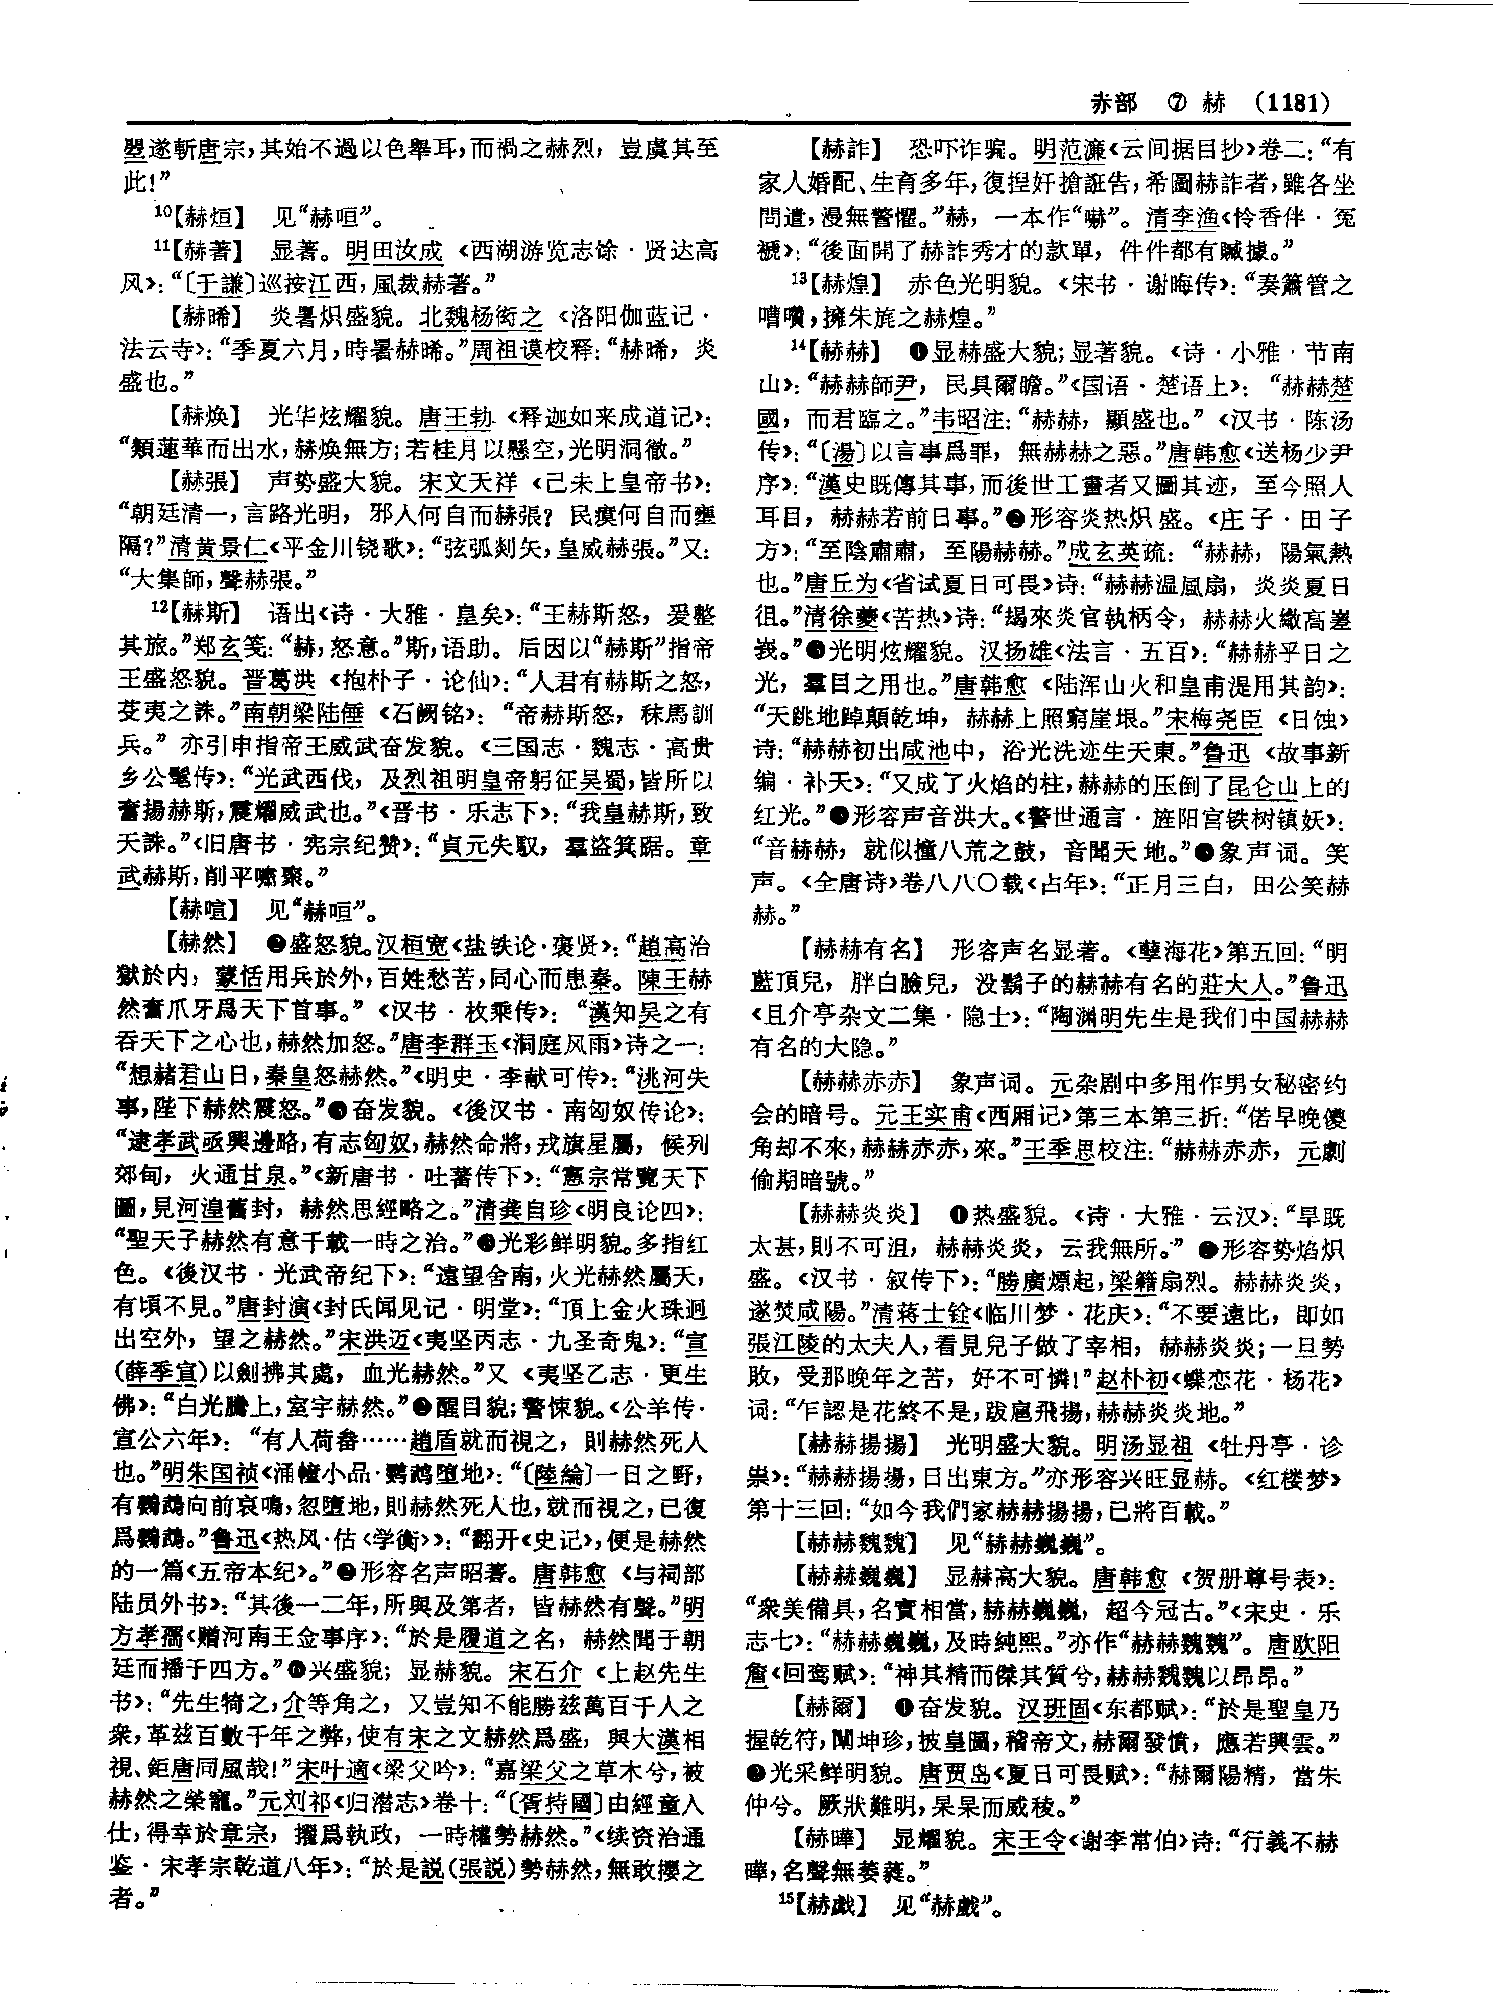 赤部　⑦ 赫　(1181)
曌遂斬唐宗，其始不過以色舉耳，而禍之赫烈，豈虞其至
此！”
10【赫烜】　见“赫咺”。
11【赫著】　显著。明田汝成《西湖游览志馀·贤达高
风》：“〔于謙〕巡按江西，風裁赫著。”
【赫晞】　炎暑炽盛貌。北魏杨衒之《洛阳伽蓝记·
法云寺》：“季夏六月，時暑赫晞。”周祖谟校释：“赫晞，炎
盛也。”
【赫焕】　光华炫耀貌。唐王勃《释迦如来成道记》：
“類蓮華而出水，赫焕無方；若桂月以懸空，光明洞徹。”
【赫張】　声势盛大貌。宋文天祥《己未上皇帝书》：
“朝廷清一，言路光明，邪人何自而赫張？民瘼何自而壅
隔？”清黄景仁《平金川铙歌》：“弦弧剡矢，皇威赫張。”又：
“大集師，聲赫張。”
12【赫斯】　语出《诗·大雅·皇矣》：“王赫斯怒，爰整
其旅。”郑玄笺：“赫，怒意。”斯，语助。后因以“赫斯”指帝
王盛怒貌。晋葛洪《抱朴子·论仙》：“人君有赫斯之怒，
芟夷之誅。”南朝梁陆倕《石阙铭》：“帝赫斯怒，秣馬訓
兵。”亦引申指帝王威武奋发貌。《三国志·魏志·高贵
乡公髦传》：“光武西伐，及烈祖明皇帝躬征吴蜀，皆所以
奮揚赫斯，震耀威武也。”《晋书·乐志下》：“我皇赫斯，致
天誅。”《旧唐书·宪宗纪赞》：“貞元失馭，羣盜箕踞。章
武赫斯，削平嘯聚。”
【赫喧】　见“赫咺”。
【赫然】　❶盛怒貌。汉桓宽《盐铁论·褒贤》：“趙高治
獄於内，蒙恬用兵於外，百姓愁苦，同心而患秦。陳王赫
然奮爪牙爲天下首事。”《汉书·枚乘传》：“漢知吴之有
吞天下之心也，赫然加怒。”唐李群玉《洞庭风雨》诗之一：
“想赭君山日，秦皇怒赫然。”《明史·李献可传》：“洮河失
事，陛下赫然震怒。”❷奋发貌。《後汉书·南匈奴传论》：
“逮孝武亟興邊略，有志匈奴，赫然命將，戎旗星屬，候列
郊甸，火通甘泉。”《新唐书·吐蕃传下》：“憲宗常覽天下
圖，見河湟舊封，赫然思經略之。”清龚自珍《明良论四》：
“聖天子赫然有意千載一時之治。”❸光彩鲜明貌。多指红
色。《後汉书·光武帝纪下》：“遠望舍南，火光赫然屬天，
有頃不見。”唐封演《封氏闻见记·明堂》：“頂上金火珠迥
出空外，望之赫然。”宋洪迈《夷坚丙志·九圣奇鬼》：“宣
(薛季宣)以劍拂其處，血光赫然。”又《夷坚乙志·更生
佛》：“白光騰上，室宇赫然。”❹醒目貌；警悚貌。《公羊传·
宣公六年》：“有人荷畚……趙盾就而視之，則赫然死人
也。”明朱国祯《涌幢小品·鹦鹉堕地》：“〔陸綸〕一日之野，
有鸚鵡向前哀鳴，忽墮地，則赫然死人也，就而視之，已復
爲鸚鵡。”鲁迅《热风·估〈学衡〉》：“翻开《史记》，便是赫然
的一篇《五帝本纪》。”❺形容名声昭著。唐韩愈《与祠部
陆员外书》：“其後一二年，所與及第者，皆赫然有聲。”明
方孝孺《赠河南王佥事序》：“於是履道之名，赫然聞于朝
廷而播于四方。”❻兴盛貌；显赫貌。宋石介《上赵先生
书》：“先生犄之，介等角之，又豈知不能勝兹萬百千人之
衆，革兹百數千年之弊，使有宋之文赫然爲盛，與大漢相
視、鉅唐同風哉！”宋叶適《梁父吟》：“嘉梁父之草木兮，被
赫然之榮寵。”元刘祁《归潜志》卷十：“〔胥持國〕由經童入
仕，得幸於章宗，擢爲執政，一時權勢赫然。”《续资治通
鉴·宋孝宗乾道八年》：“於是説(張説)勢赫然，無敢攖之
者。”
【赫詐】　恐吓诈骗。明范濂《云间据目抄》卷二：“有
家人婚配、生育多年，復捏奸搶誑告，希圖赫詐者，雖各坐
問遣，漫無警懼。”赫，一本作“嚇”。清李渔《怜香伴·冤
褫》：“後面開了赫詐秀才的款單，件件都有贓據。”
13【赫煌】　赤色光明貌。《宋书·谢晦传》：“奏簫管之
嘈囋，擁朱旄之赫煌。”
14【赫赫】　❶显赫盛大貌；显著貌。《诗·小雅·节南
山》：“赫赫師尹，民具爾瞻。”《国语·楚语上》：“赫赫楚
國，而君臨之。”韦昭注：“赫赫，顯盛也。”《汉书·陈汤
传》：“〔湯〕以言事爲罪，無赫赫之惡。”唐韩愈《送杨少尹
序》：“漢史既傳其事，而後世工畫者又圖其迹，至今照人
耳目，赫赫若前日事。”❷形容炎热炽盛。《庄子·田子
方》：“至陰肅肅，至陽赫赫。”成玄英疏：“赫赫，陽氣熱
也。”唐丘为《省试夏日可畏》诗：“赫赫温風扇，炎炎夏日
徂。”清徐夔《苦热》诗：“朅來炎官執柄令，赫赫火繖高嵬
峩。”❸光明炫耀貌。汉扬雄《法言·五百》：“赫赫乎日之
光，羣目之用也。”唐韩愈《陆浑山火和皇甫湜用其韵》：
“天跳地踔顛乾坤，赫赫上照窮崖垠。”宋梅尧臣《日蚀》
诗：“赫赫初出咸池中，浴光洗迹生天東。”鲁迅《故事新
编·补天》：“又成了火焰的柱，赫赫的压倒了昆仑山上的
红光。”❹形容声音洪大。《警世通言·旌阳宫铁树镇妖》：
“音赫赫，就似撞八荒之鼓，音聞天地。”❺象声词。笑
声。《全唐诗》卷八八〇载《占年》：“正月三白，田公笑赫
赫。”
【赫赫有名】　形容声名显著。《孽海花》第五回：“明
藍頂兒，胖白臉兒，没鬍子的赫赫有名的莊大人。”鲁迅
《且介亭杂文二集·隐士》：“陶渊明先生是我们中国赫赫
有名的大隐。”
【赫赫赤赤】　象声词。元杂剧中多用作男女秘密约
会的暗号。元王实甫《西厢记》第三本第三折：“偌早晚傻
角却不來，赫赫赤赤，來。”王季思校注：“赫赫赤赤，元劇
偷期暗號。”
【赫赫炎炎】　❶热盛貌。《诗·大雅·云汉》：“旱既
太甚，則不可沮，赫赫炎炎，云我無所。”❷形容势焰炽
盛。《汉书·叙传下》：“勝廣熛起，梁籍扇烈。赫赫炎炎，
遂焚咸陽。”清蒋士铨《临川梦·花庆》：“不要遠比，即如
張江陵的太夫人，看見兒子做了宰相，赫赫炎炎；一旦勢
敗，受那晚年之苦，好不可憐！”赵朴初《蝶恋花·杨花》
词：“乍認是花終不是，跋扈飛揚，赫赫炎炎地。”
【赫赫揚揚】　光明盛大貌。明汤显祖《牡丹亭·诊
祟》：“赫赫揚揚，日出東方。”亦形容兴旺显赫。《红楼梦》
第十三回：“如今我們家赫赫揚揚，已將百載。”
【赫赫魏魏】　见“赫赫巍巍”。
【赫赫巍巍】　显赫高大貌。唐韩愈《贺册尊号表》：
“衆美備具，名實相當，赫赫巍巍，超今冠古。”《宋史·乐
志七》：“赫赫巍巍，及時純熙。”亦作“赫赫魏魏”。唐欧阳
詹《回鸾赋》：“神其精而傑其質兮，赫赫魏魏以昂昂。”
【赫爾】　❶奋发貌。汉班固《东都赋》：“於是聖皇乃
握乾符，闡坤珍，披皇圖，稽帝文，赫爾發憤，應若興雲。”
❷光采鲜明貌。唐贾岛《夏日可畏赋》：“赫爾陽精，當朱
仲兮。厥狀難明，杲杲而威稜。”
【赫曄】　显耀貌。宋王令《谢李常伯》诗：“行義不赫
曄，名聲無萎蕤。”
15【赫戯】　见“赫戲”。